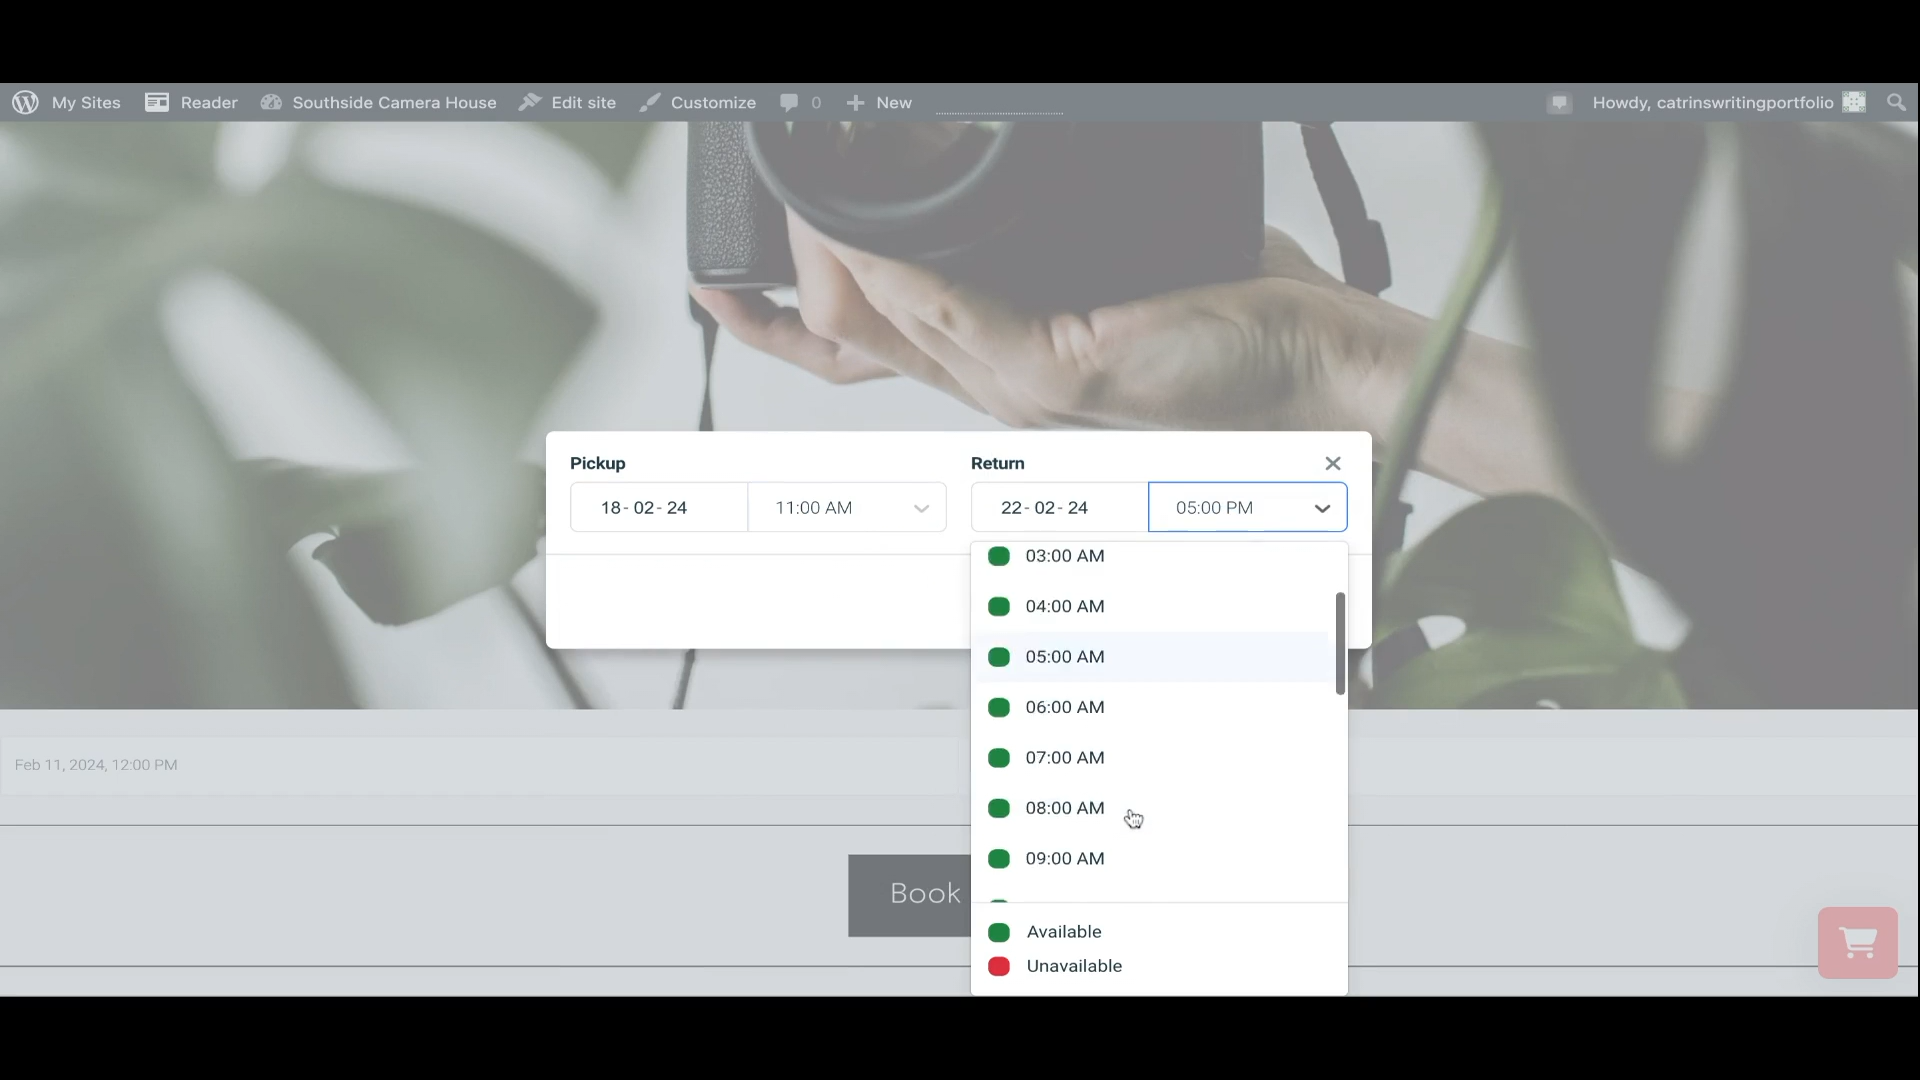 My Sites Reader Southside Camera House Edit site Customize 0 New Howdy, catrinswritingportfolio
Pickup Return
18- 02- 24 11:00 AM 22- 02- 24 05:00 PM
03:00 AM
04:00 AM
05:00 AM
06:00 AM
07:00 AM
Feb 11, 2024, 12:00 PM
08:00 AM
09:00 AM
Book
Available
Unavailable